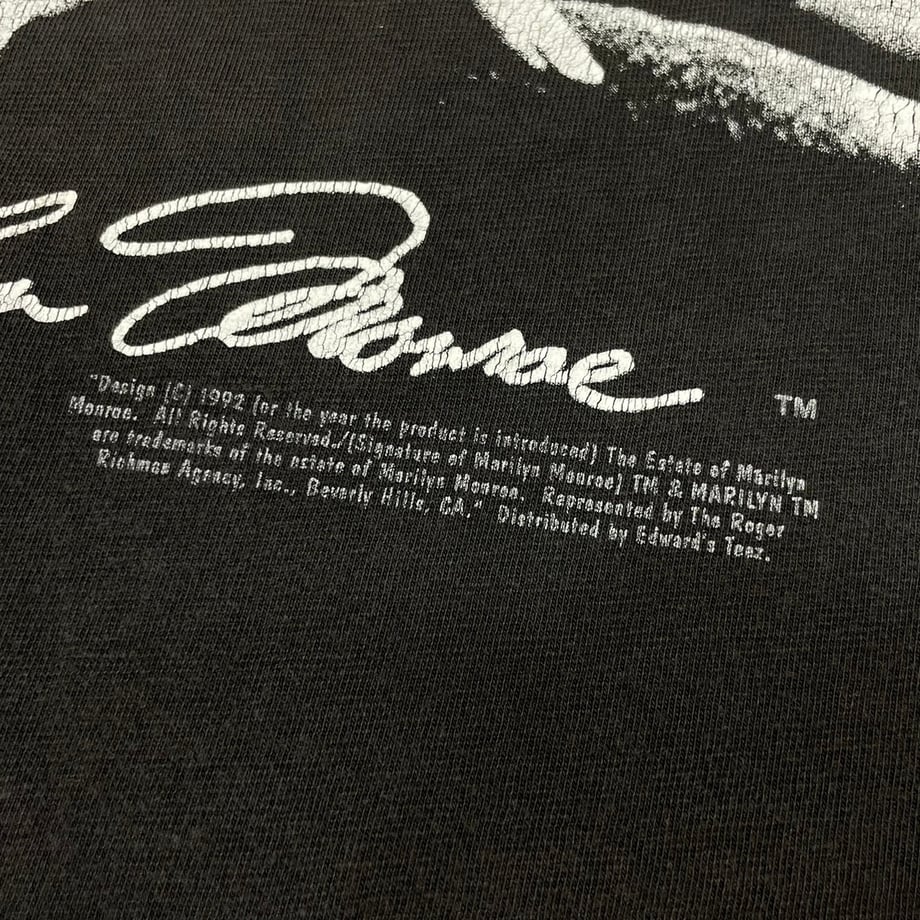 n Monroe
TM
"Design (C) 1992 (or the year the product is introduced) The Estate of Marilyn
Monroe. All Rights Reserved./(Signature of Marilyn Monroe) TM & MARILYN TM
are trademarks of the estate of Marilyn Monroe. Represented by The Roger
Richman Agency, Inc., Beverly Hills, CA." Distributed by Edward's Teez.